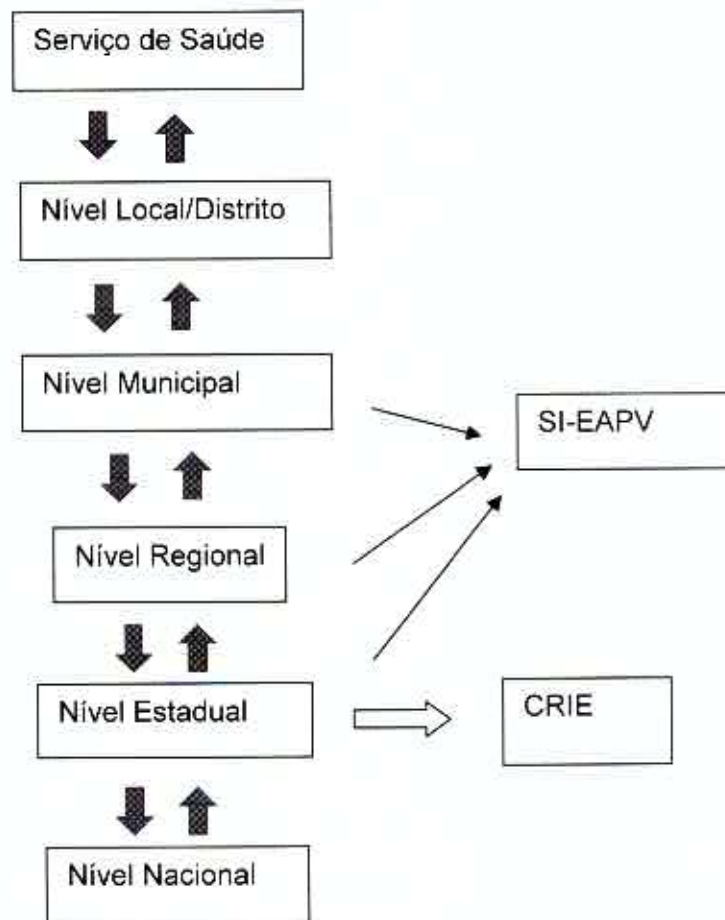 Serviço de Saúde
Nível Local/Distrito
Nível Municipal
SI-EAPV
Nível Regional
Nível Estadual
CRIE
Nível Nacional